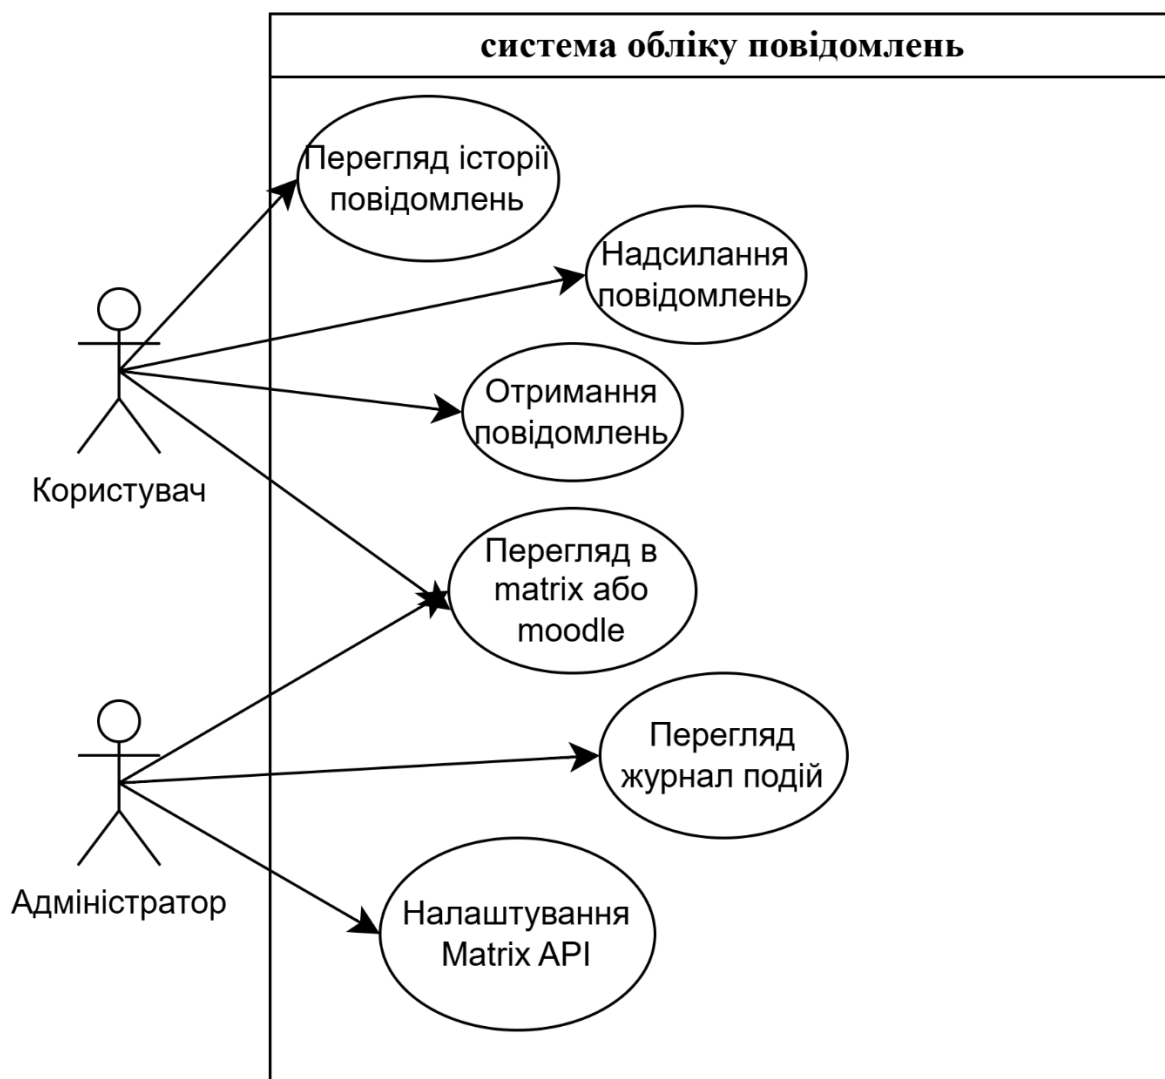 система обліку повідомлень
Перегляд історії
повідомлень
Надсилання
повідомлень
Отримання
повідомлень
Користувач
Перегляд в
matrix або
moodle
Перегляд
журнал подій
Адміністратор
Налаштування
Matrix API